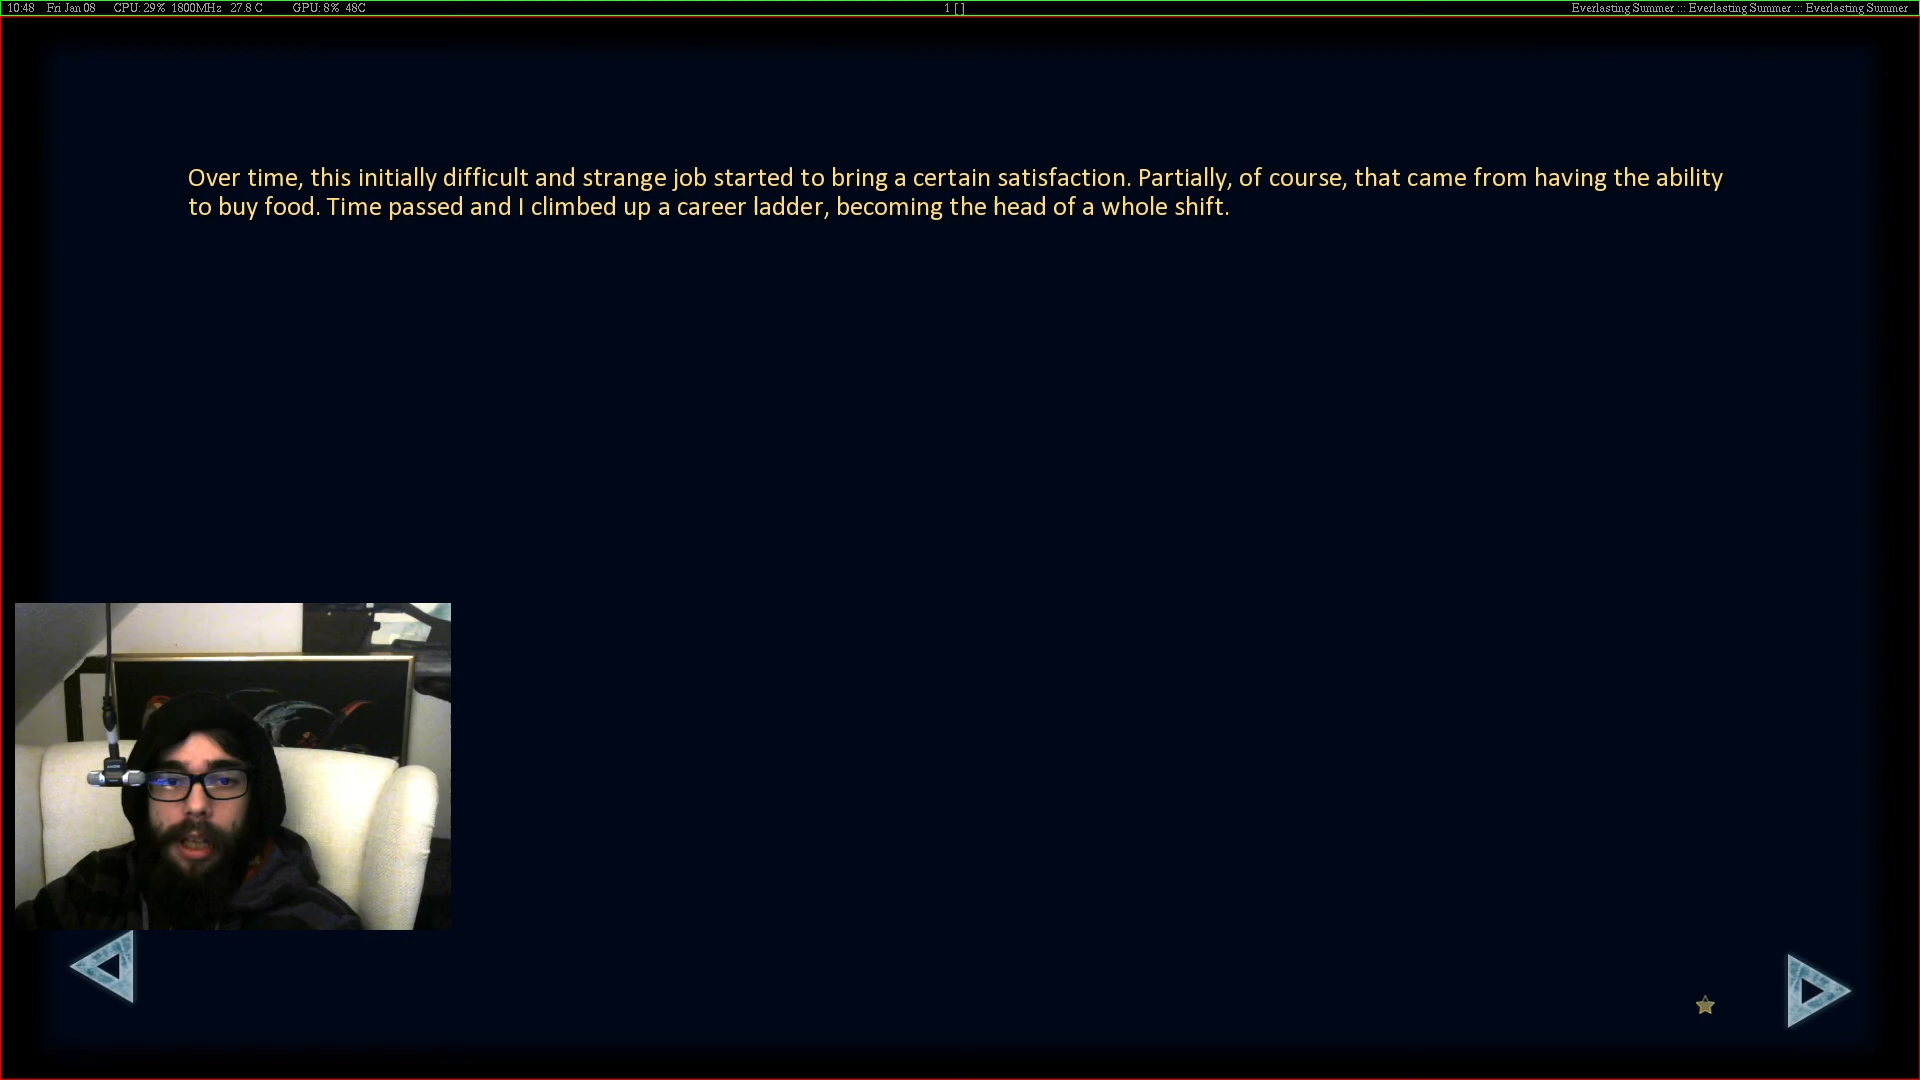 10:48 Fri Jan 08 CPU: 29% 1800MHz 27.8 C GPU: 8% 48C 1 [ ] Everlasting Summer ::: Everlasting Summer ::: Everlasting Summer
Over time, this initially difficult and strange job started to bring a certain satisfaction. Partially, of course, that came from having the ability
to buy food. Time passed and I climbed up a career ladder, becoming the head of a whole shift.